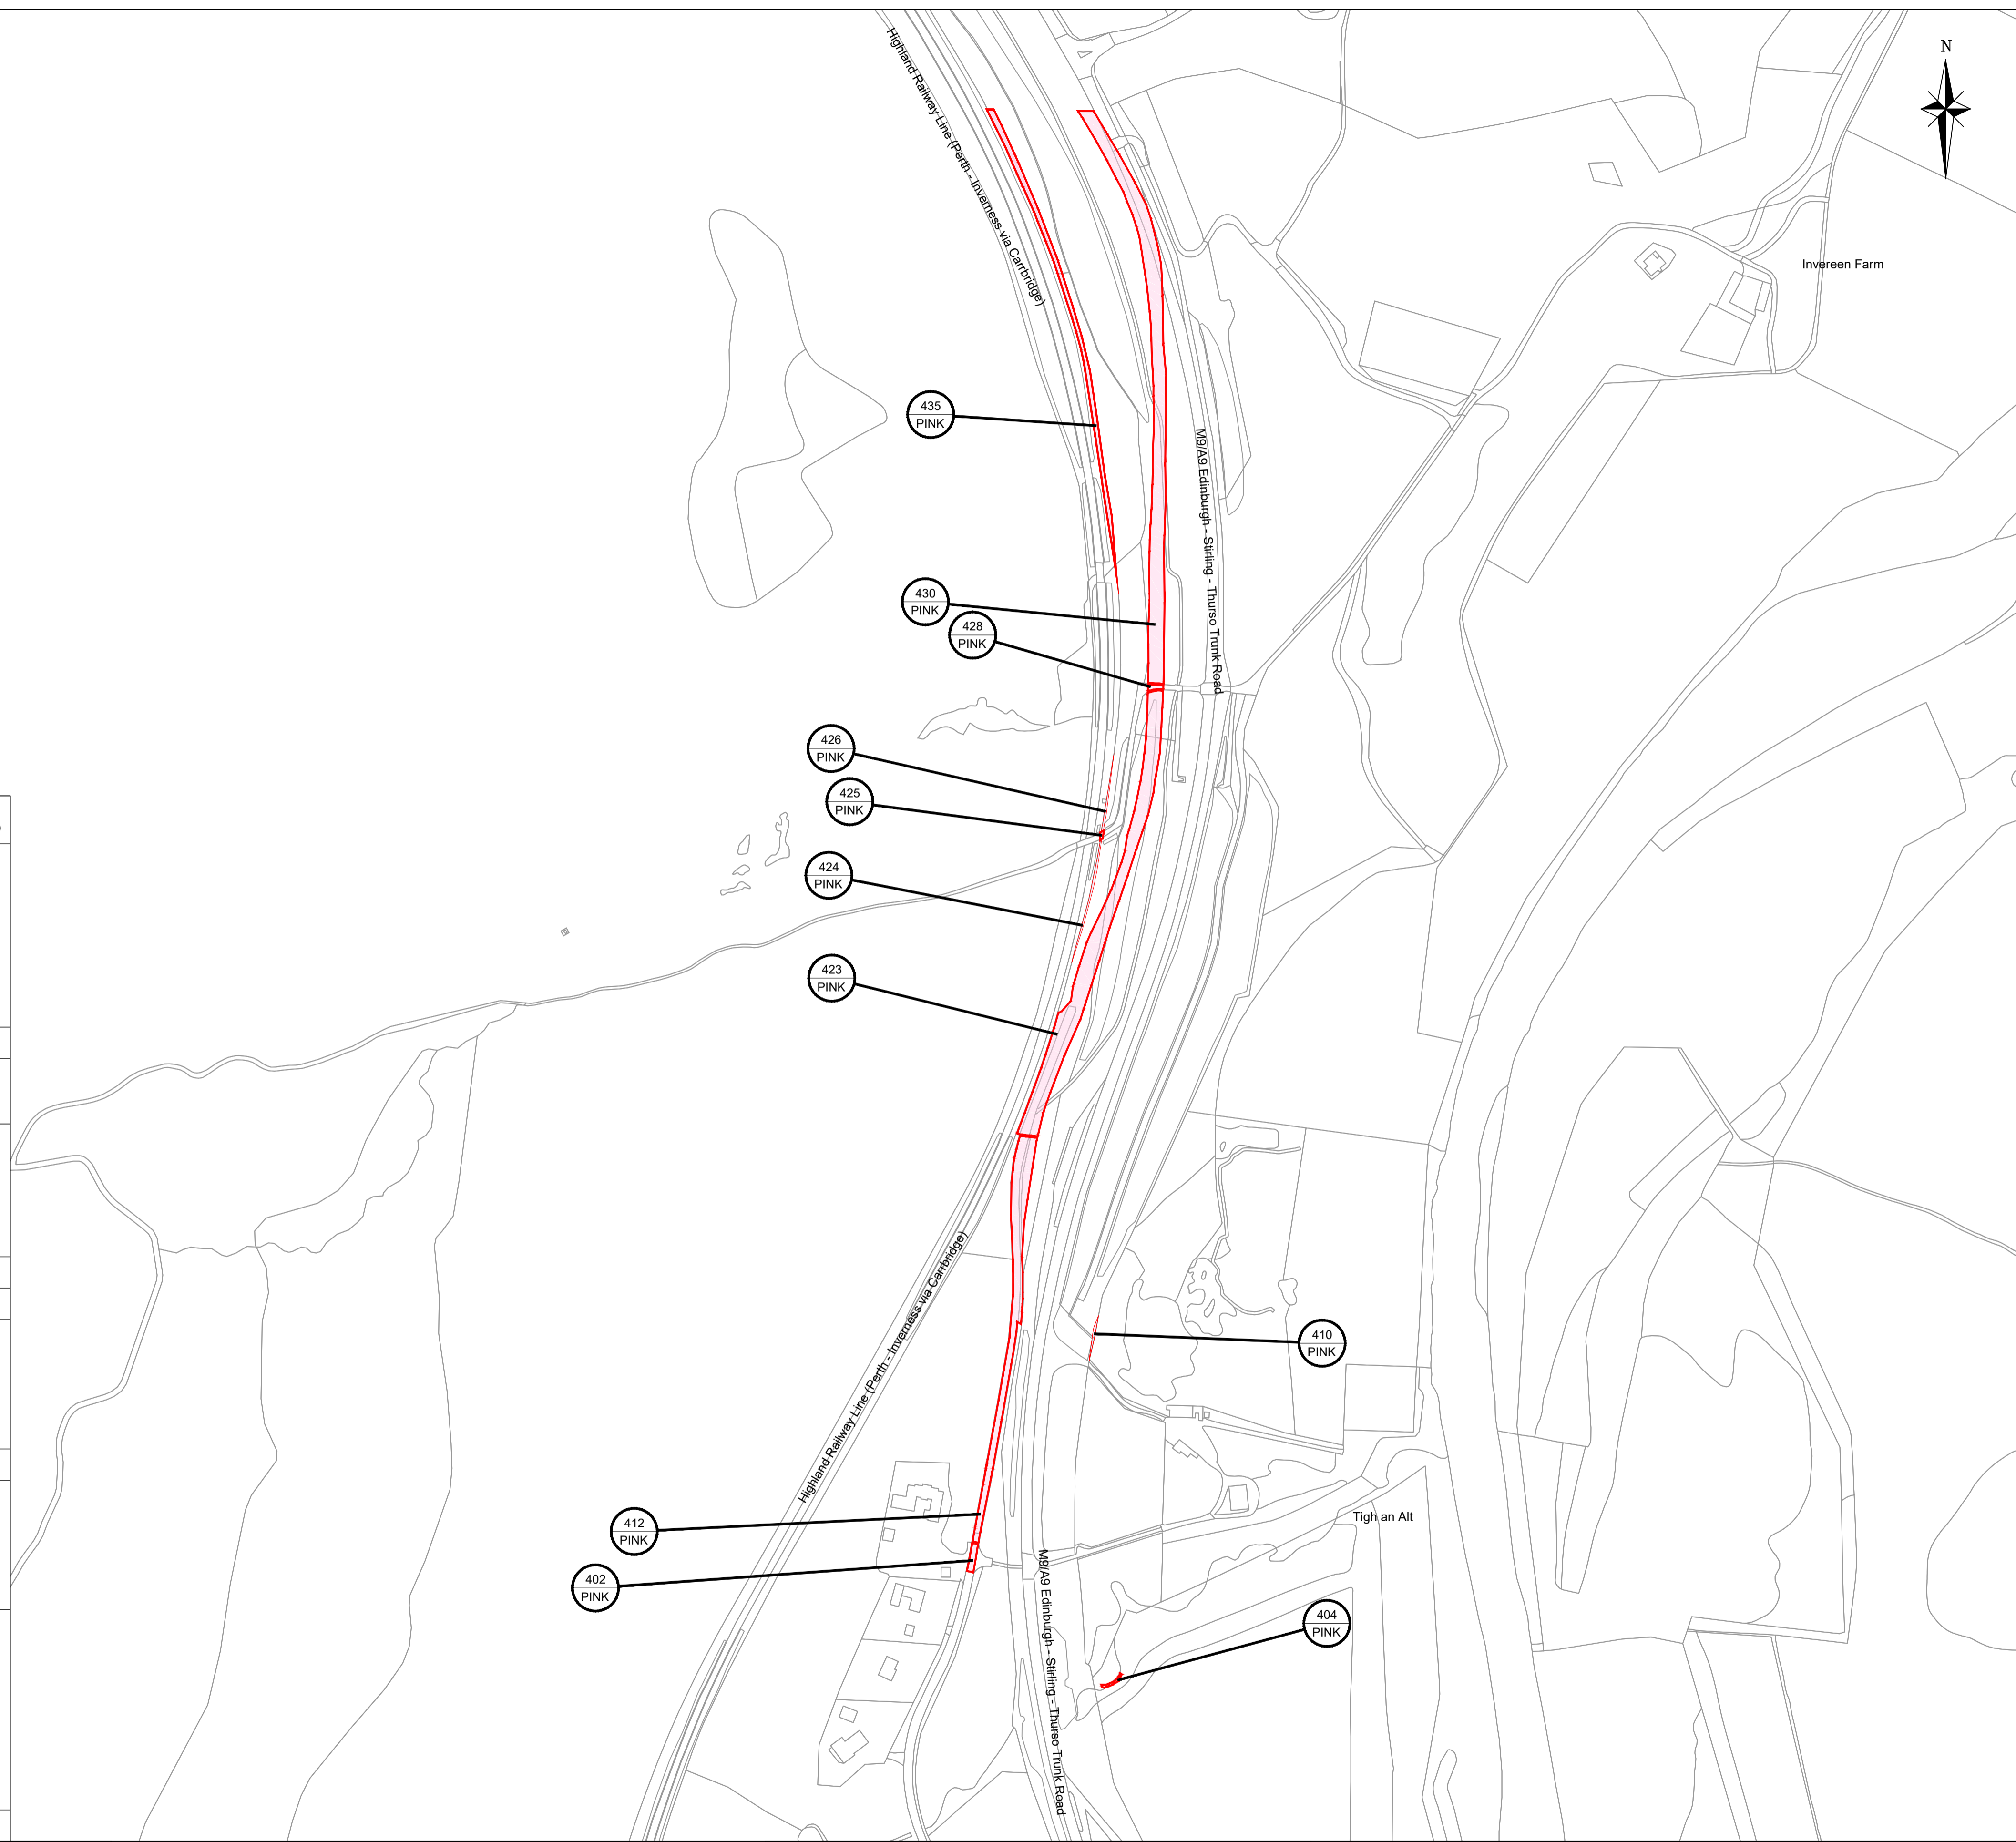 N
Highland Railway Line (Perth - Inverness via Carrbridge)
Invereen Farm
435
PINK
M9/A9 Edinburgh - Stirling - Thurso Trunk Road
430
PINK
428
PINK
426
PINK
425
PINK
424
PINK
423
PINK
Highland Railway Line (Perth - Inverness via Carrbridge)
410
PINK
412
PINK
Tigh an Alt
402
PINK
M9/A9 Edinburgh - Stirling - Thurso Trunk Road
404
PINK